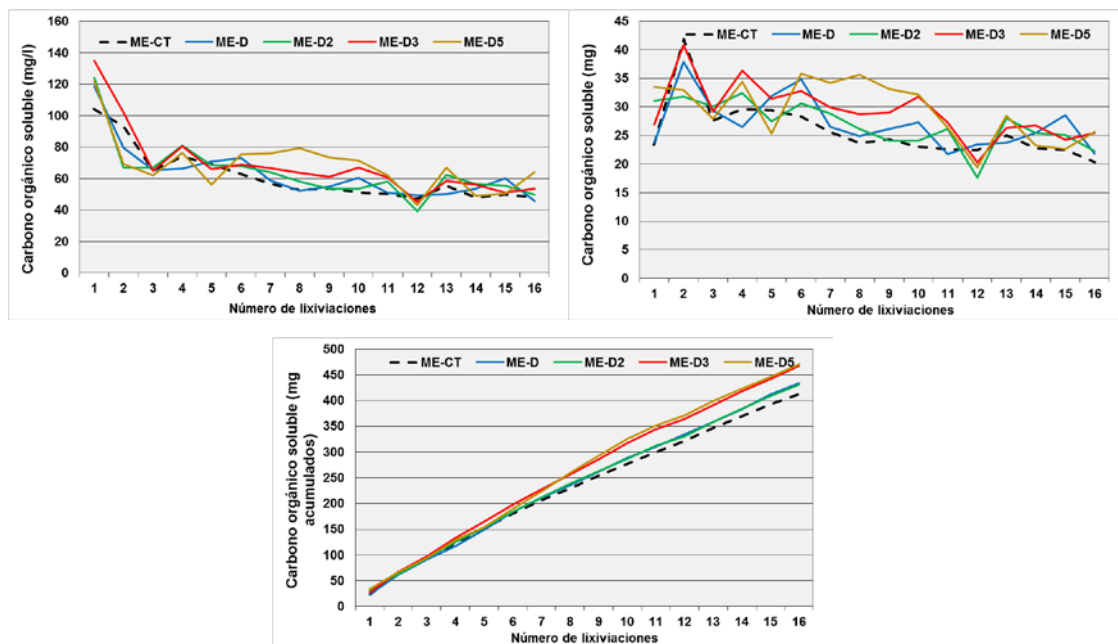 Carbono orgánico soluble (mg/l)
160
140
120
100
80
60
40
20
0
ME-CT ME-D ME-D2 ME-D3 ME-D5
1 2 3 4 5 6 7 8 9 10 11 12 13 14 15 16
Número de lixiviaciones
Carbono orgánico soluble (mg)
45
40
35
30
25
20
15
10
5
0
ME-CT ME-D ME-D2 ME-D3 ME-D5
1 2 3 4 5 6 7 8 9 10 11 12 13 14 15 16
Número de lixiviaciones
Carbono orgánico soluble (mg
acumulados)
500
450
400
350
300
250
200
150
100
50
0
ME-CT ME-D ME-D2 ME-D3 ME-D5
1 2 3 4 5 6 7 8 9 10 11 12 13 14 15 16
Número de lixiviaciones